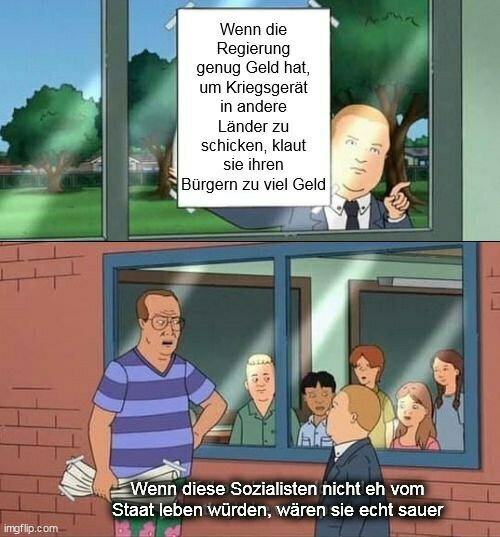 Wenn die
Regierung
genug Geld hat,
um Kriegsgerät
in andere
Länder zu
schicken, klaut
sie ihren
Bürgern zu viel Geld
Wenn diese Sozialisten nicht eh vom
Staat leben würden, wären sie echt sauer
imgflip.com